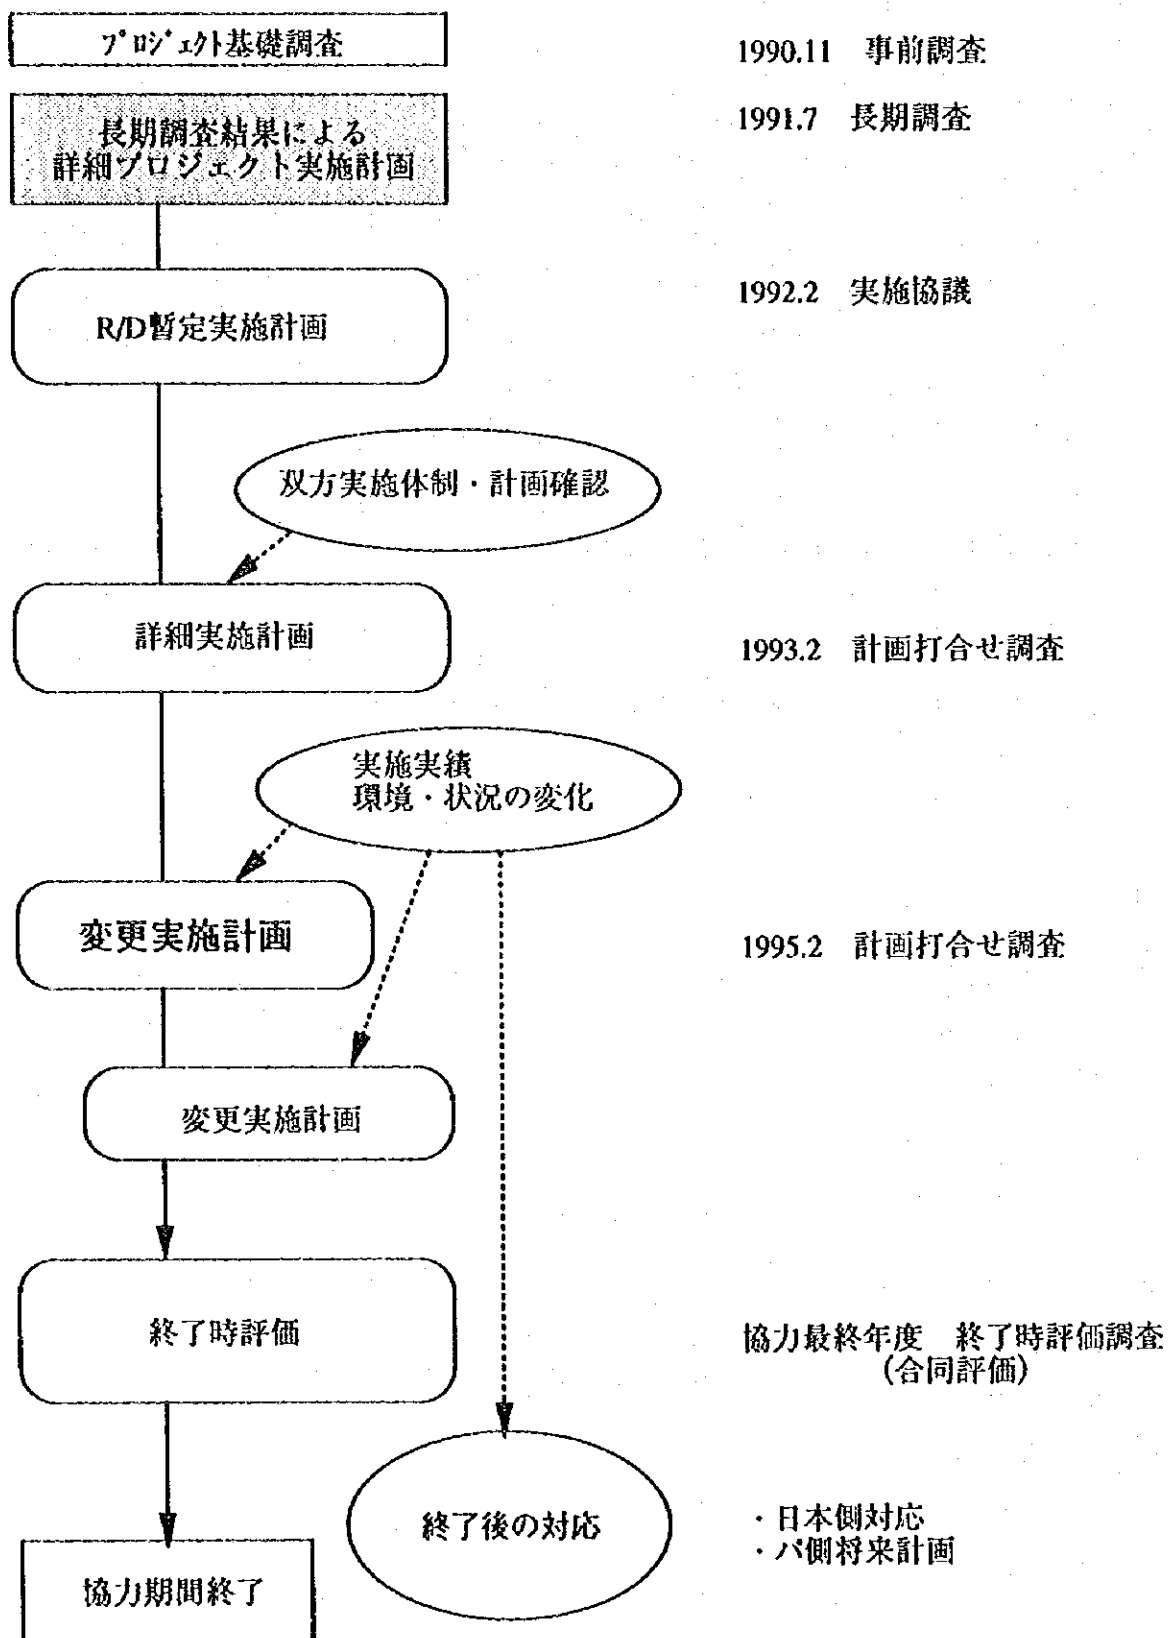 ﾌﾟﾛｼﾞｪｸﾄ基礎調査
1990.11　事前調査
長期調査結果による
詳細プロジェクト実施計画
1991.7　長期調査
R/D暫定実施計画
1992.2　実施協議
双方実施体制・計画確認
詳細実施計画
1993.2　計画打合せ調査
実施実績
環境・状況の変化
変更実施計画
1995.2　計画打合せ調査
変更実施計画
終了時評価
協力最終年度　終了時評価調査
(合同評価)
終了後の対応
・日本側対応
・パ側将来計画
協力期間終了